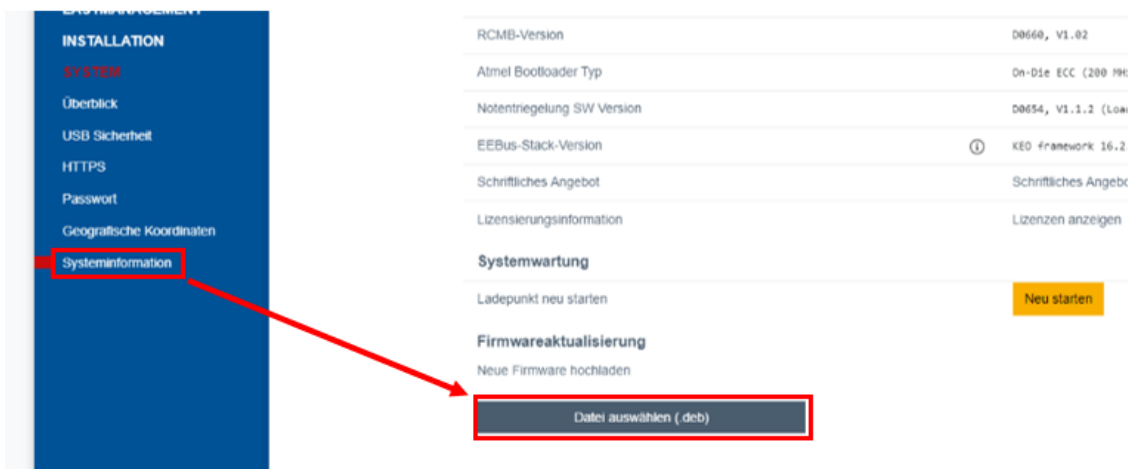 LASTMANAGEMENT
INSTALLATION
SYSTEM
Überblick
USB Sicherheit
HTTPS
Passwort
Geografische Koordinaten
Systeminformation
RCMB-Version
D0660, V1.02
Atmel Bootloader Typ
On-Die ECC (200 MH
Notentriegelung SW Version
D0654, V1.1.2 (Loa
EEBus-Stack-Version
KEO framework 16.2
Schriftliches Angebot
Schriftliches Angebo
Lizensierungsinformation
Lizenzen anzeigen
Systemwartung
Ladepunkt neu starten
Neu starten
Firmwareaktualisierung
Neue Firmware hochladen
Datei auswählen (.deb)